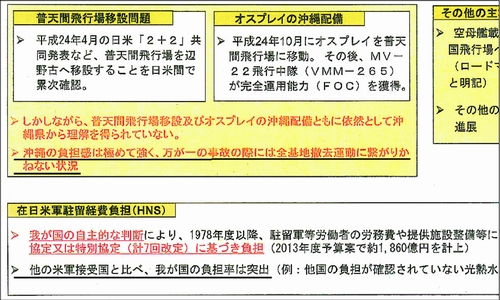 普天間飛行場移設問題
➢ 平成24年4月の日米「2+2」共
同発表など、普天間飛行場を辺
野古へ移設することを日米間で
累次確認。
オスプレイの沖縄配備
➢ 平成24年10月にオスプレイを普天
間飛行場に移動。その後、MV-
22飛行中隊(VMM-265)
が完全運用能力(FOC)を獲得。
その他の主
➢ 空母艦載
国飛行場へ
(ロードマ
と明記)
➢ その他の
進展
➢しかしながら、普天間移設及びオスプレイの沖縄配備ともに依然として沖
縄県から理解を得られていない。
➢沖縄の負担感は極めて強く、万が一の事故の際には全基地撤去運動に繋がりか
ねない状況
在日米軍駐留経費負担(HNS)
➢ 我が国の自主的な判断により、1978年度以降、駐留軍等労働者の労務費や提供施設整備等に
協定又は特別協定(計7回改定)に基づき負担(2013年度予算案で約1,860億円を計上)
➢ 他の米軍接受国と比べ、我が国の負担率は突出(例:他国の負担が確認されていない光熱水